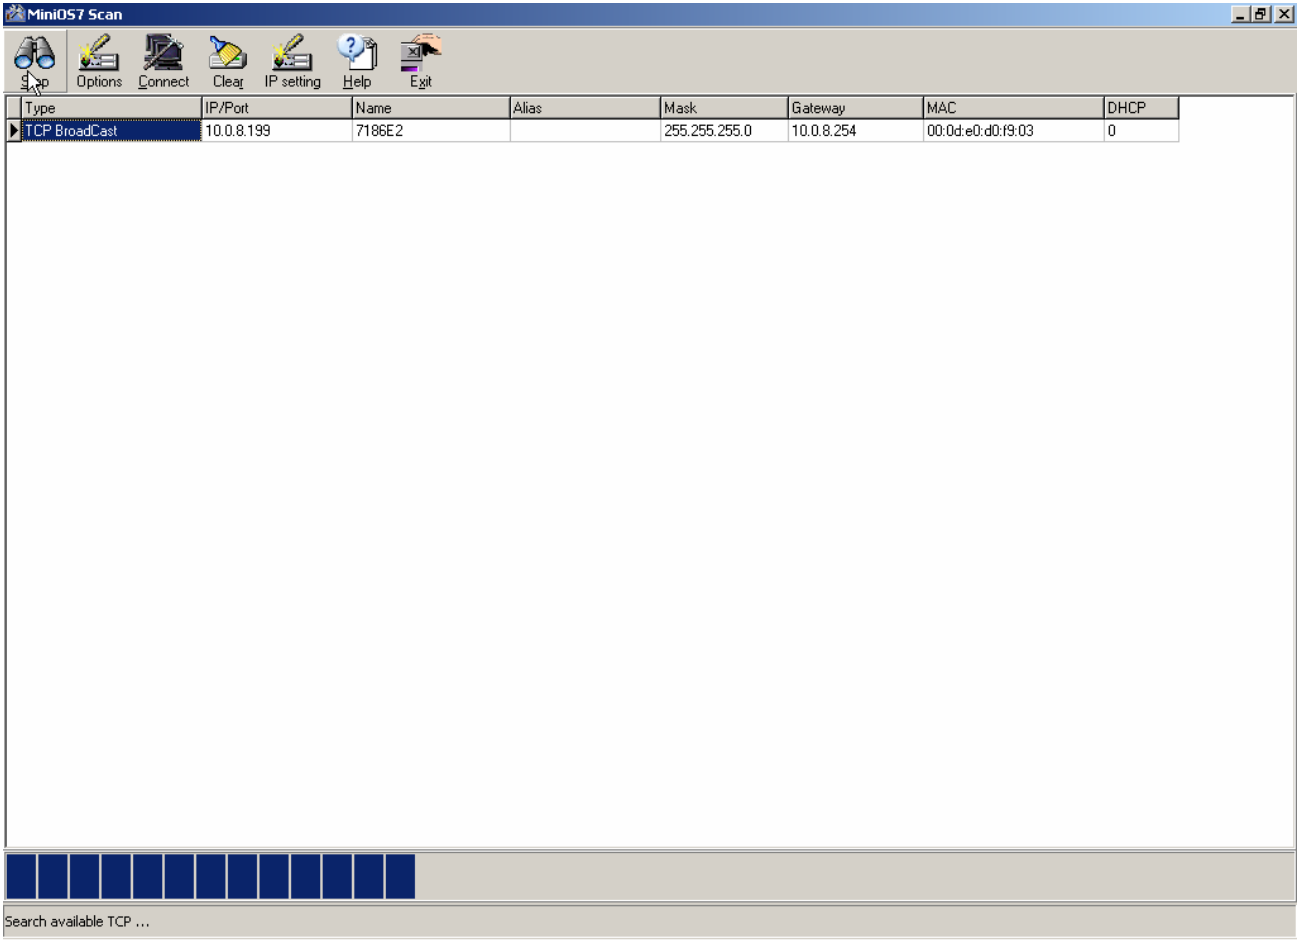 MiniOS7 Scan
Options Connect Clear IP setting Help Exit
Type IP/Port Name Alias Mask Gateway MAC DHCP
TCP BroadCast 10.0.8.199 7186E2 255.255.255.0 10.0.8.254 00:0d:e0:d0:f9:03 0
Search available TCP ...